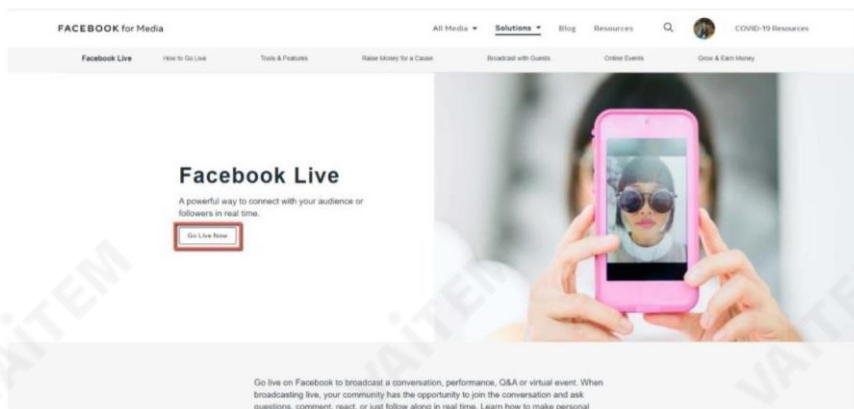 FACEBOOK for Media All Media Solutions Blog Resources COVID-19 Resources
Facebook Live How to Go Live Tools & Features Raise Money for a Cause Broadcast with Guests Online Events Grow & Earn Money
Facebook Live
A powerful way to connect with your audience or
followers in real time.
Go Live Now
Go live on Facebook to broadcast a conversation, performance, Q&A or virtual event. When
broadcasting live, your community has the opportunity to join the conversation and ask
questions, comment, react, or just follow along in real time. Learn how to make personal
VAITEM
VAITEM
VAITEM